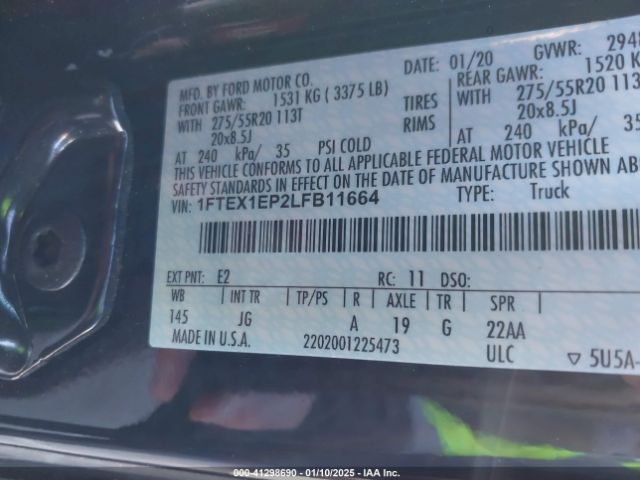 MFD. BY FORD MOTOR CO. DATE: 01/20 GVWR:
FRONT GAWR: 1531 KG ( 3375 LB) REAR GAWR: 1520 KG
WITH 275/55R20 113T TIRES WITH 275/55R20 113
20x8.5J RIMS 20x8.5J
AT 240 kPa/ 35 PSI COLD AT 240 kPa/ 35
THIS VEHICLE CONFORMS TO ALL APPLICABLE FEDERAL MOTOR VEHICLE
SAFETY STANDARDS IN EFFECT ON THE DATE OF MANUFACTURE SHOWN
VIN: 1FTEX1EP2LFB11664 TYPE: Truck
EXT PNT: E2 RC: 11 DSO:
WB INT TR TP/PS R AXLE TR SPR
145 JG A 19 G 22AA
MADE IN U.S.A. 2202001225473 ULC ▽ 5U5A-
000-41298690 - 01/10/2025 - IAA Inc.